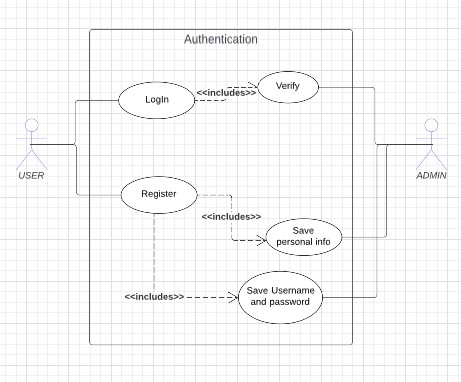 Authentication
LogIn
<<includes>>
Verify
USER
ADMIN
Register
<<includes>>
Save
personal info
<<includes>>
Save Username
and password